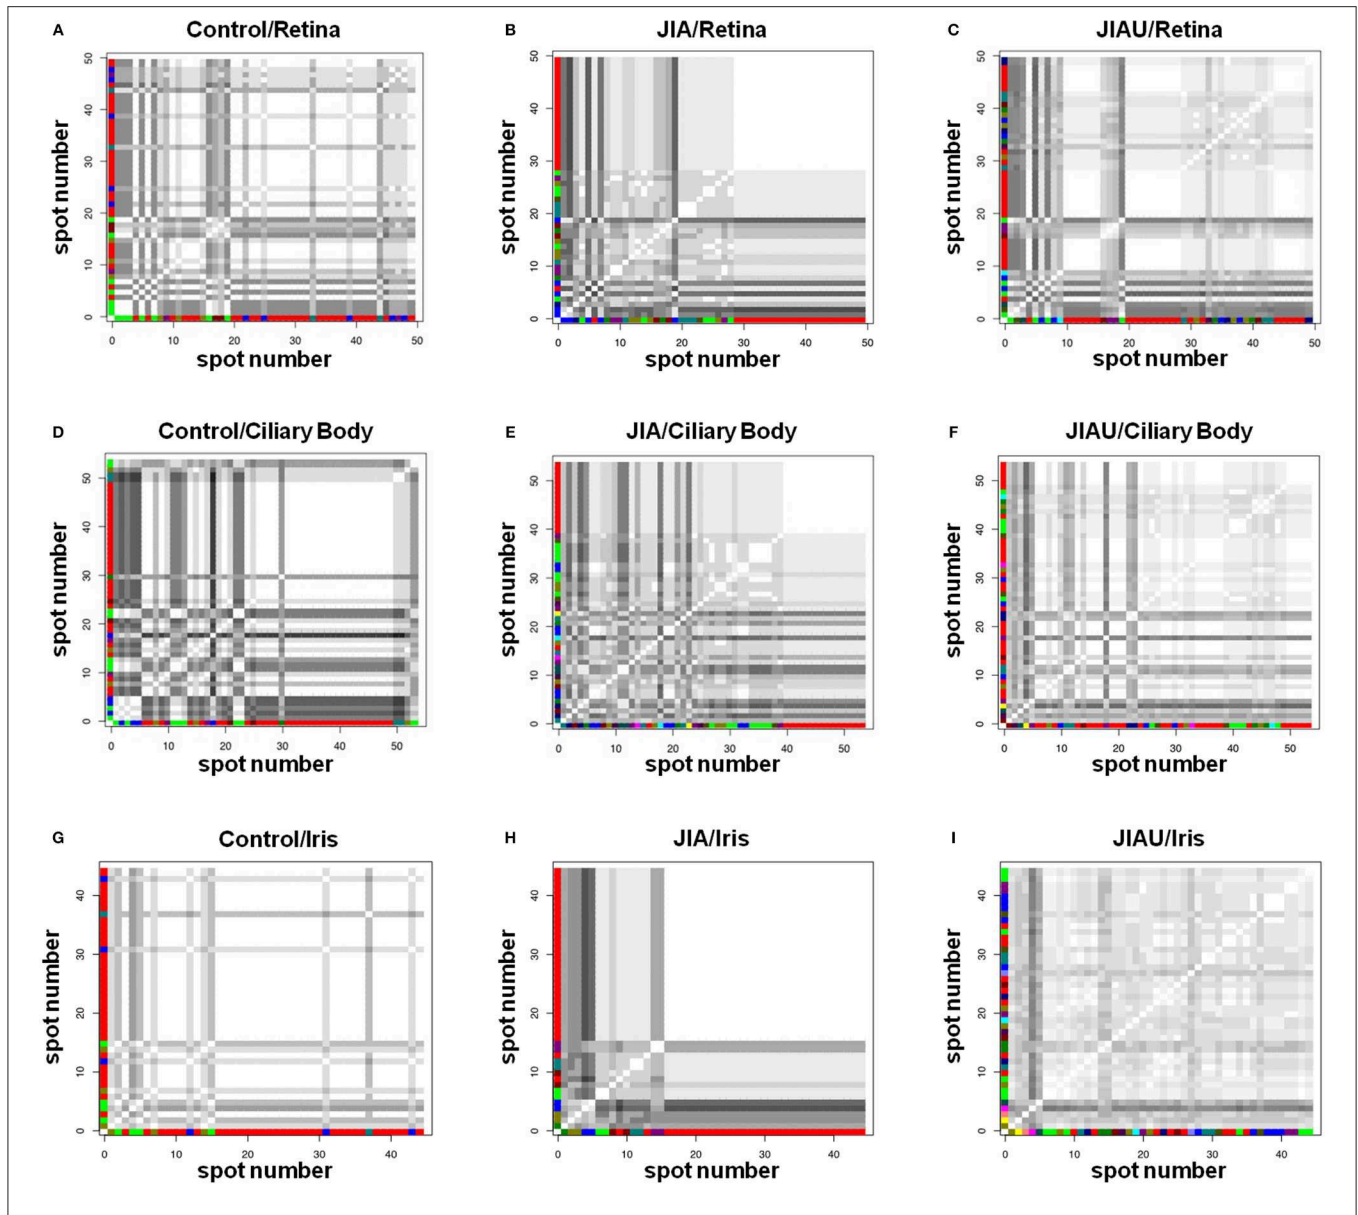 A Control/Retina
B JIA/Retina
C JIAU/Retina
spot number
0 10 20 30 40 50
0 10 20 30 40 50
spot number
spot number
0 10 20 30 40 50
0 10 20 30 40 50
spot number
spot number
0 10 20 30 40 50
0 10 20 30 40 50
spot number
D Control/Ciliary Body
E JIA/Ciliary Body
F JIAU/Ciliary Body
spot number
0 10 20 30 40 50
0 10 20 30 40 50
spot number
spot number
0 10 20 30 40 50
0 10 20 30 40 50
spot number
spot number
0 10 20 30 40 50
0 10 20 30 40 50
spot number
G Control/Iris
H JIA/Iris
I JIAU/Iris
spot number
0 10 20 30 40
0 10 20 30 40
spot number
spot number
0 10 20 30 40
0 10 20 30 40
spot number
spot number
0 10 20 30 40
0 10 20 30 40
spot number